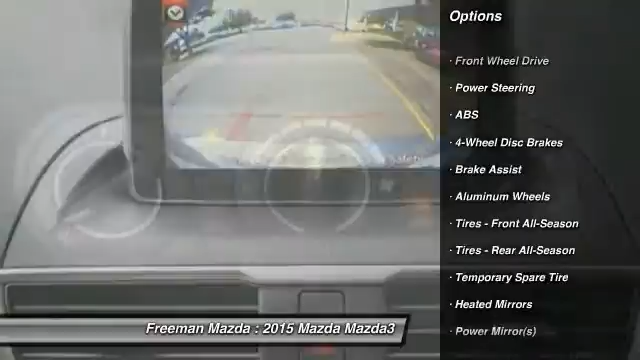 Options
· Front Wheel Drive
· Power Steering
· ABS
· 4-Wheel Disc Brakes
· Brake Assist
· Aluminum Wheels
· Tires - Front All-Season
· Tires - Rear All-Season
· Temporary Spare Tire
· Heated Mirrors
· Power Mirror(s)
Freeman Mazda : 2015 Mazda Mazda3